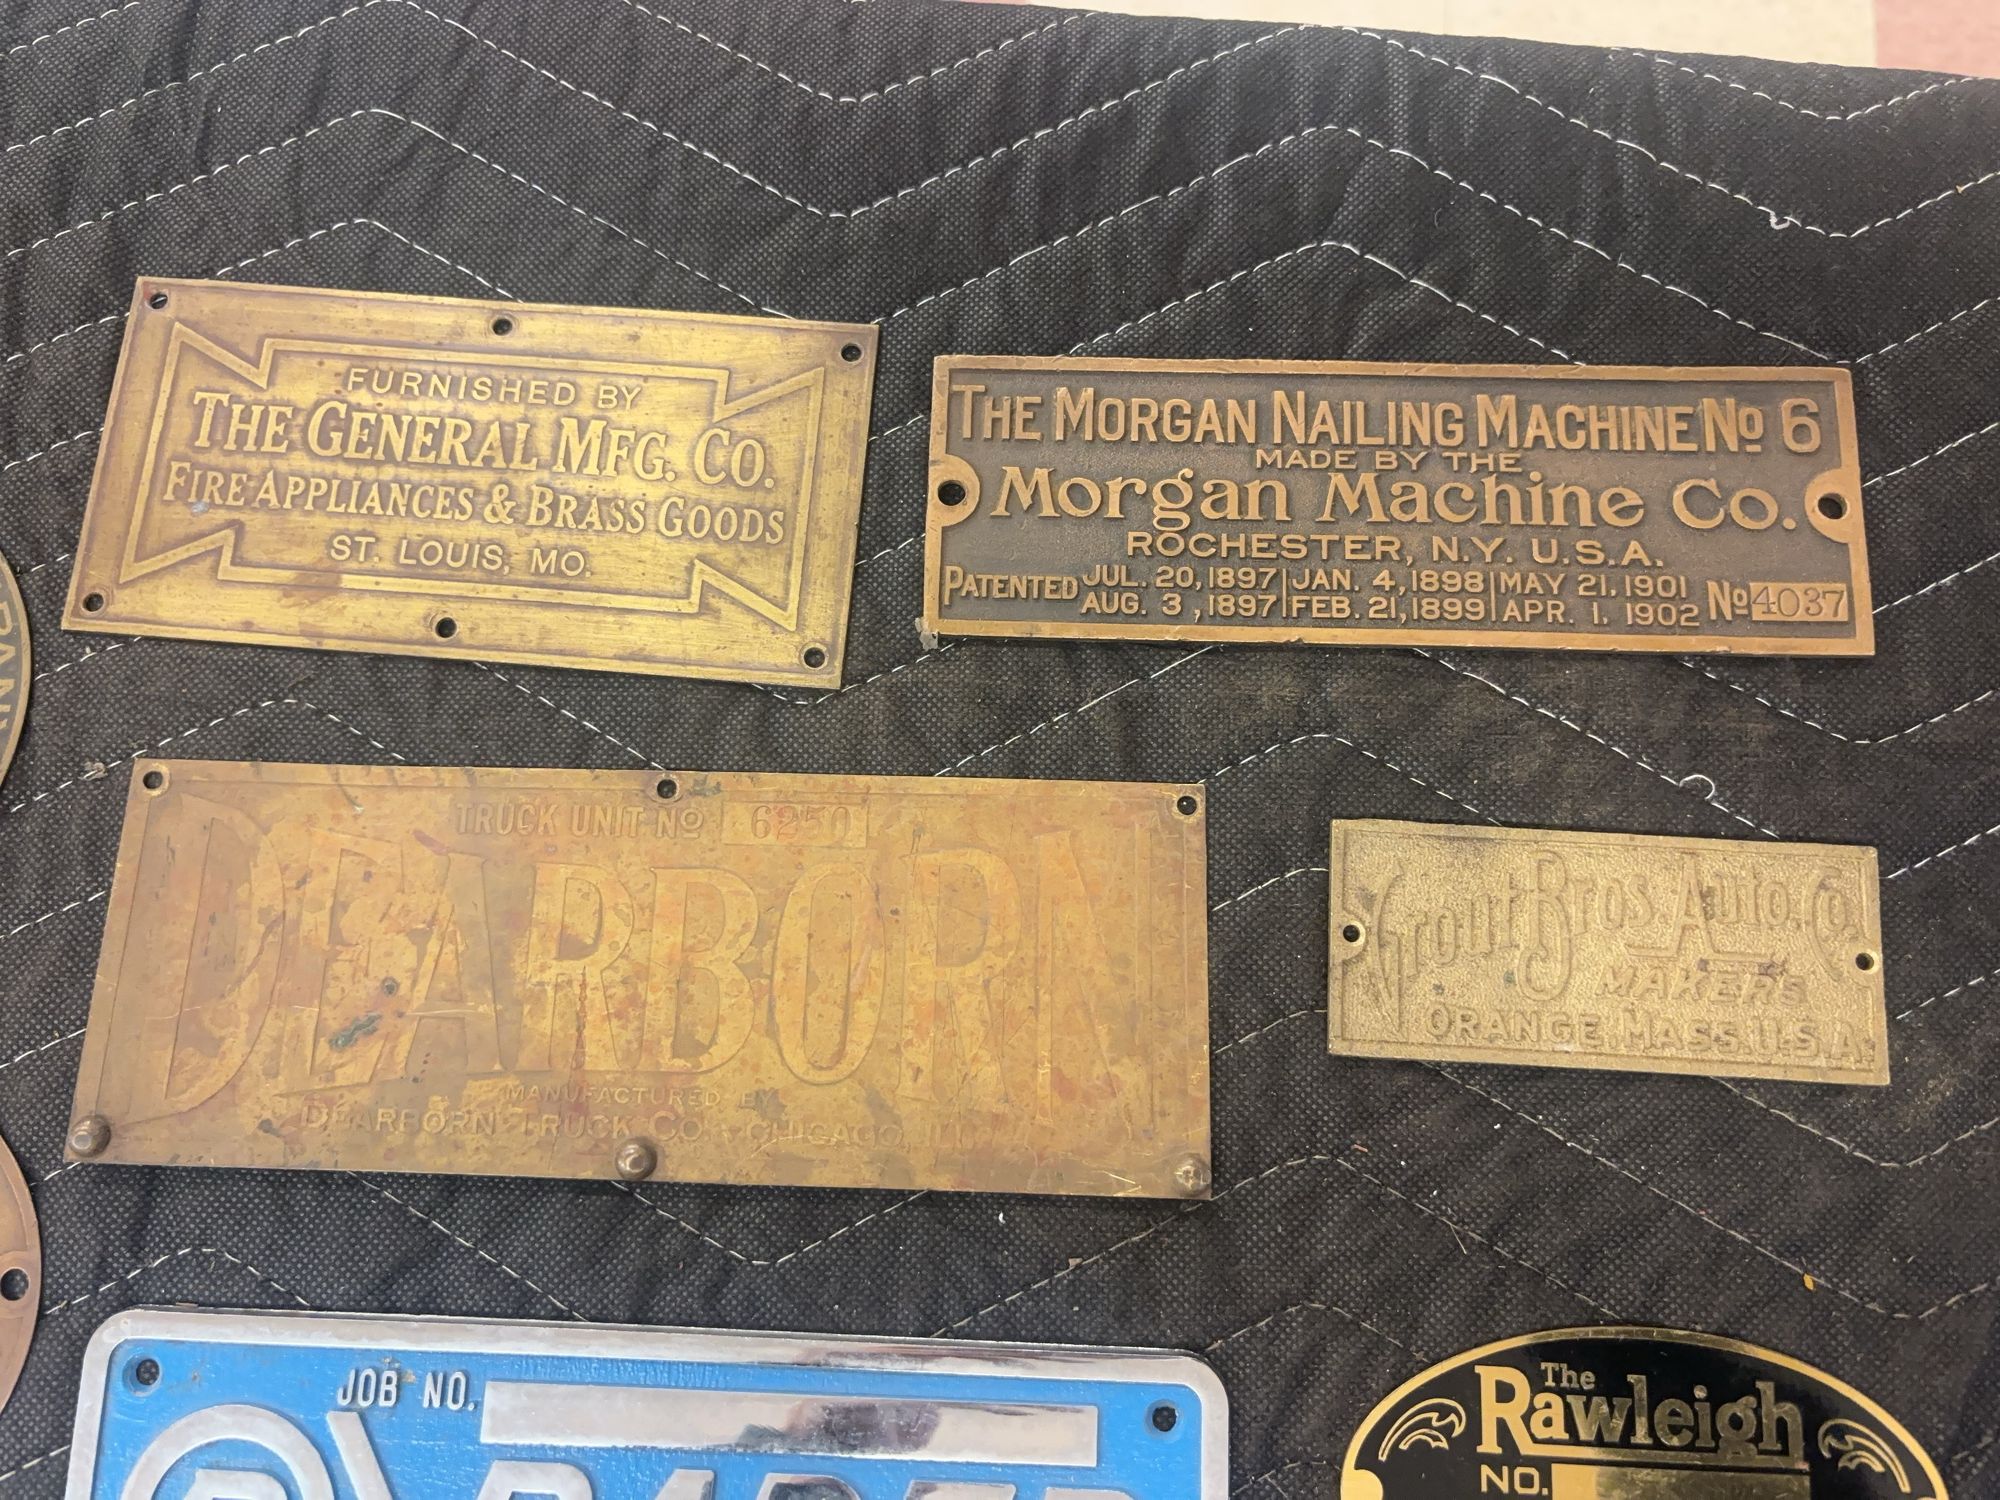 FURNISHED BY
THE GENERAL MFG. CO.
FIRE APPLIANCES & BRASS GOODS
ST. LOUIS, MO.
THE MORGAN NAILING MACHINE No 6
MADE BY THE
Morgan Machine Co.
ROCHESTER, N.Y. U.S.A.
PATENTED JUL. 20, 1897 | JAN. 4, 1898 | MAY 21, 1901
AUG. 3, 1897 | FEB. 21, 1899 | APR. 1, 1902 No 4037
TRUCK UNIT No 6250
DEARBORN
MANUFACTURED BY
DEARBORN TRUCK CO. CHICAGO, ILL.
Grout Bros. Auto. Co.
MAKERS
ORANGE, MASS. U.S.A.
JOB NO.
The
Rawleigh
NO.